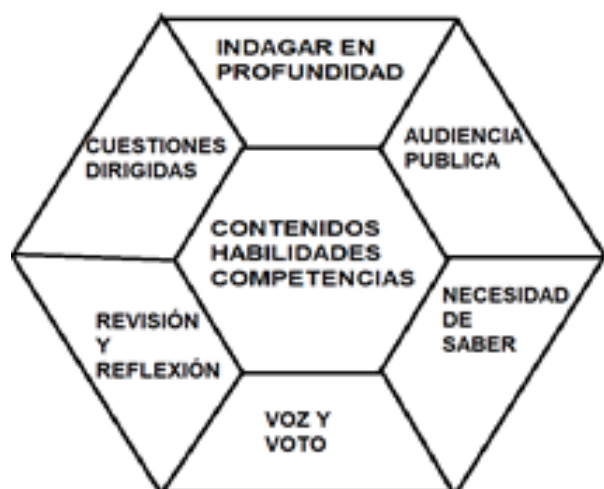 INDAGAR EN
PROFUNDIDAD
CUESTIONES
DIRIGIDAS
AUDIENCIA
PUBLICA
CONTENIDOS
HABILIDADES
COMPETENCIAS
REVISIÓN
Y
REFLEXIÓN
NECESIDAD
DE
SABER
VOZ Y
VOTO